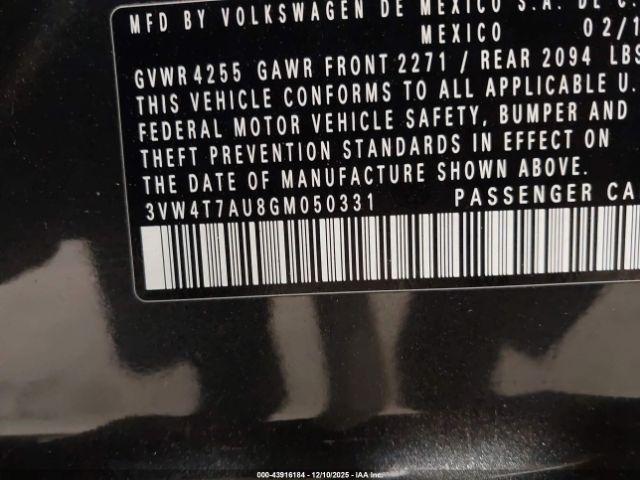 MFD BY VOLKSWAGEN DE MEXICO S.A. DE C.
MEXICO 02/1
GVWR 4255 GAWR FRONT 2271 / REAR 2094 LBS
THIS VEHICLE CONFORMS TO ALL APPLICABLE U.
FEDERAL MOTOR VEHICLE SAFETY, BUMPER AND
THEFT PREVENTION STANDARDS IN EFFECT ON
THE DATE OF MANUFACTURE SHOWN ABOVE.
3VW4T7AU8GM050331 PASSENGER CA
000-43916184 - 12/10/2025 - IAA Inc.